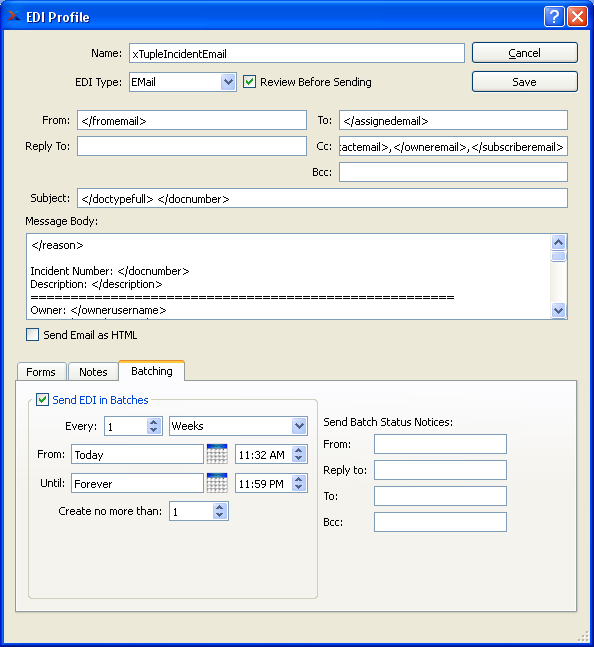 EDI Profile
Name: xTupleIncidentEmail
Cancel
EDI Type: EMail Review Before Sending
Save
From: </fromemail> To: </assignedemail>
Reply To: Cc: tactemail>,</owneremail>,</subscriberemail>
Bcc:
Subject: </doctypefull> </docnumber>
Message Body:
</reason>
Incident Number: </docnumber>
Description: </description>
=====================================================
Owner: </ownerusername>
Send Email as HTML
Forms Notes Batching
Send EDI in Batches
Every: 1 Weeks
From: Today 11:32 AM
Until: Forever 11:59 PM
Create no more than: 1
Send Batch Status Notices:
From:
Reply to:
To:
Bcc: